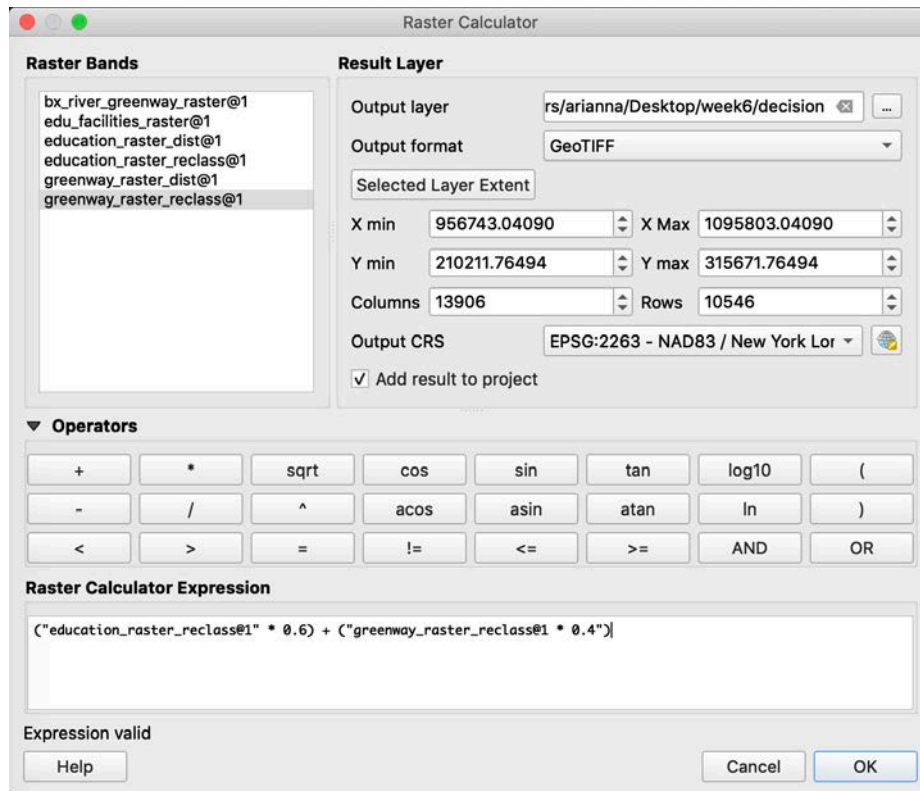 Raster Calculator
Raster Bands
bx_river_greenway_raster@1
edu_facilities_raster@1
education_raster_dist@1
education_raster_reclass@1
greenway_raster_dist@1
greenway_raster_reclass@1
Result Layer
Output layer rs/arianna/Desktop/week6/decision ...
Output format GeoTIFF
Selected Layer Extent
X min 956743.04090 X Max 1095803.04090
Y min 210211.76494 Y max 315671.76494
Columns 13906 Rows 10546
Output CRS EPSG:2263 - NAD83 / New York Lor
Add result to project
Operators
+ * sqrt cos sin tan log10 (
- / ^ acos asin atan ln )
< > = != <= >= AND OR
Raster Calculator Expression
("education_raster_reclass@1" * 0.6) + ("greenway_raster_reclass@1 * 0.4")
Expression valid
Help Cancel OK